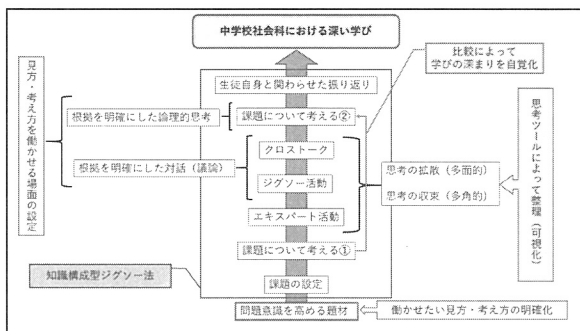 中学校社会科における深い学び
見方・考え方を働かせる場面の設定
比較によって
学びの深まりを自覚化
生徒自身と関わらせた振り返り
根拠を明確にした論理的思考
課題について考える②
クロストーク
根拠を明確にした対話（議論）
ジグソー活動
思考の拡散（多面的）
思考の収束（多角的）
思考ツールによって整理（可視化）
エキスパート活動
課題について考える①
知識構成型ジグソー法
課題の設定
問題意識を高める題材
働かせたい見方・考え方の明確化